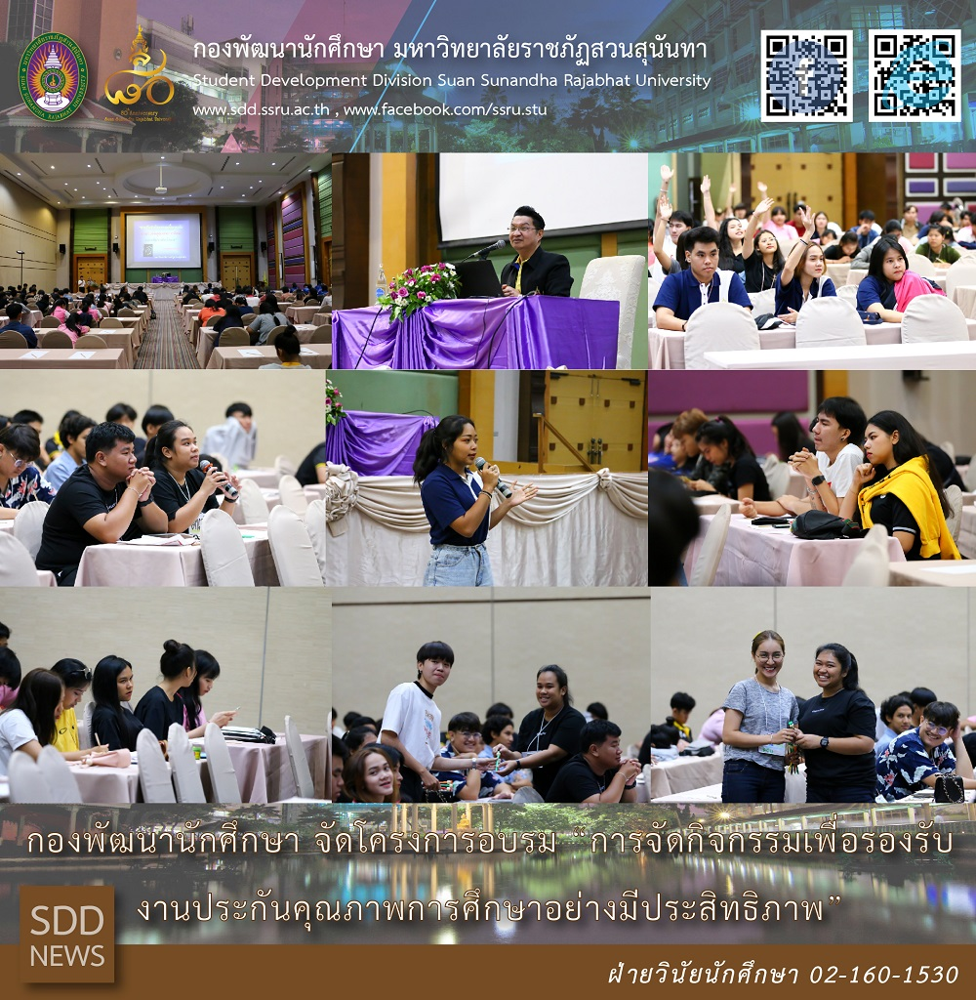 กองพัฒนานักศึกษา มหาวิทยาลัยราชภัฏสวนสุนันทา
Student Development Division Suan Sunandha Rajabhat University
www.sdd.ssru.ac.th , www.facebook.com/ssru.stu
กองพัฒนานักศึกษา จัดโครงการอบรม “การจัดกิจกรรมเพื่อรองรับ
งานประกันคุณภาพการศึกษาอย่างมีประสิทธิภาพ”
SDD
NEWS
ฝ่ายวินัยนักศึกษา 02-160-1530